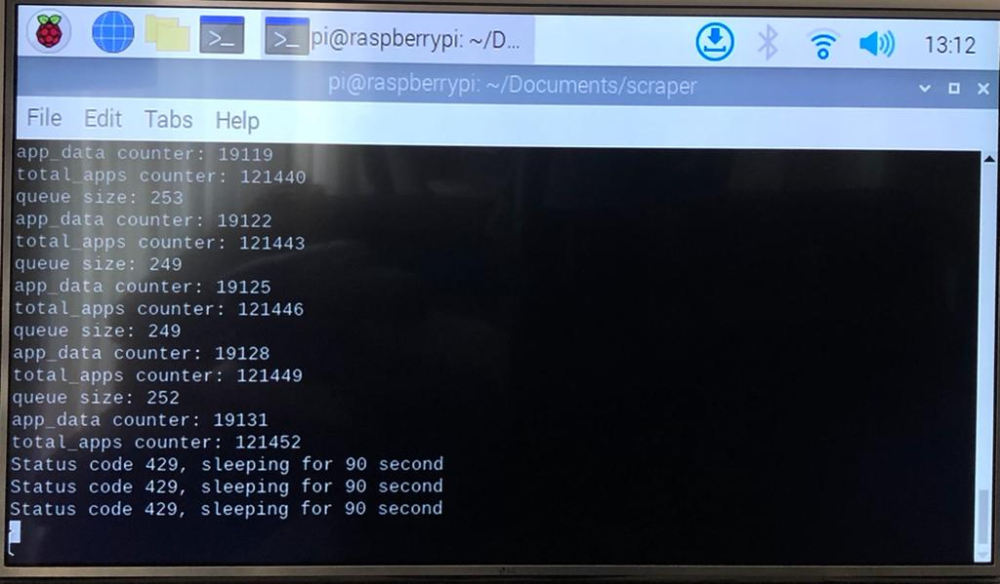 pi@raspberrypi: ~/D...
13:12
pi@raspberrypi: ~/Documents/scraper
File Edit Tabs Help
app_data counter: 19119
total_apps counter: 121440
queue size: 253
app_data counter: 19122
total_apps counter: 121443
queue size: 249
app_data counter: 19125
total_apps counter: 121446
queue size: 249
app_data counter: 19128
total_apps counter: 121449
queue size: 252
app_data counter: 19131
total_apps counter: 121452
Status code 429, sleeping for 90 second
Status code 429, sleeping for 90 second
Status code 429, sleeping for 90 second